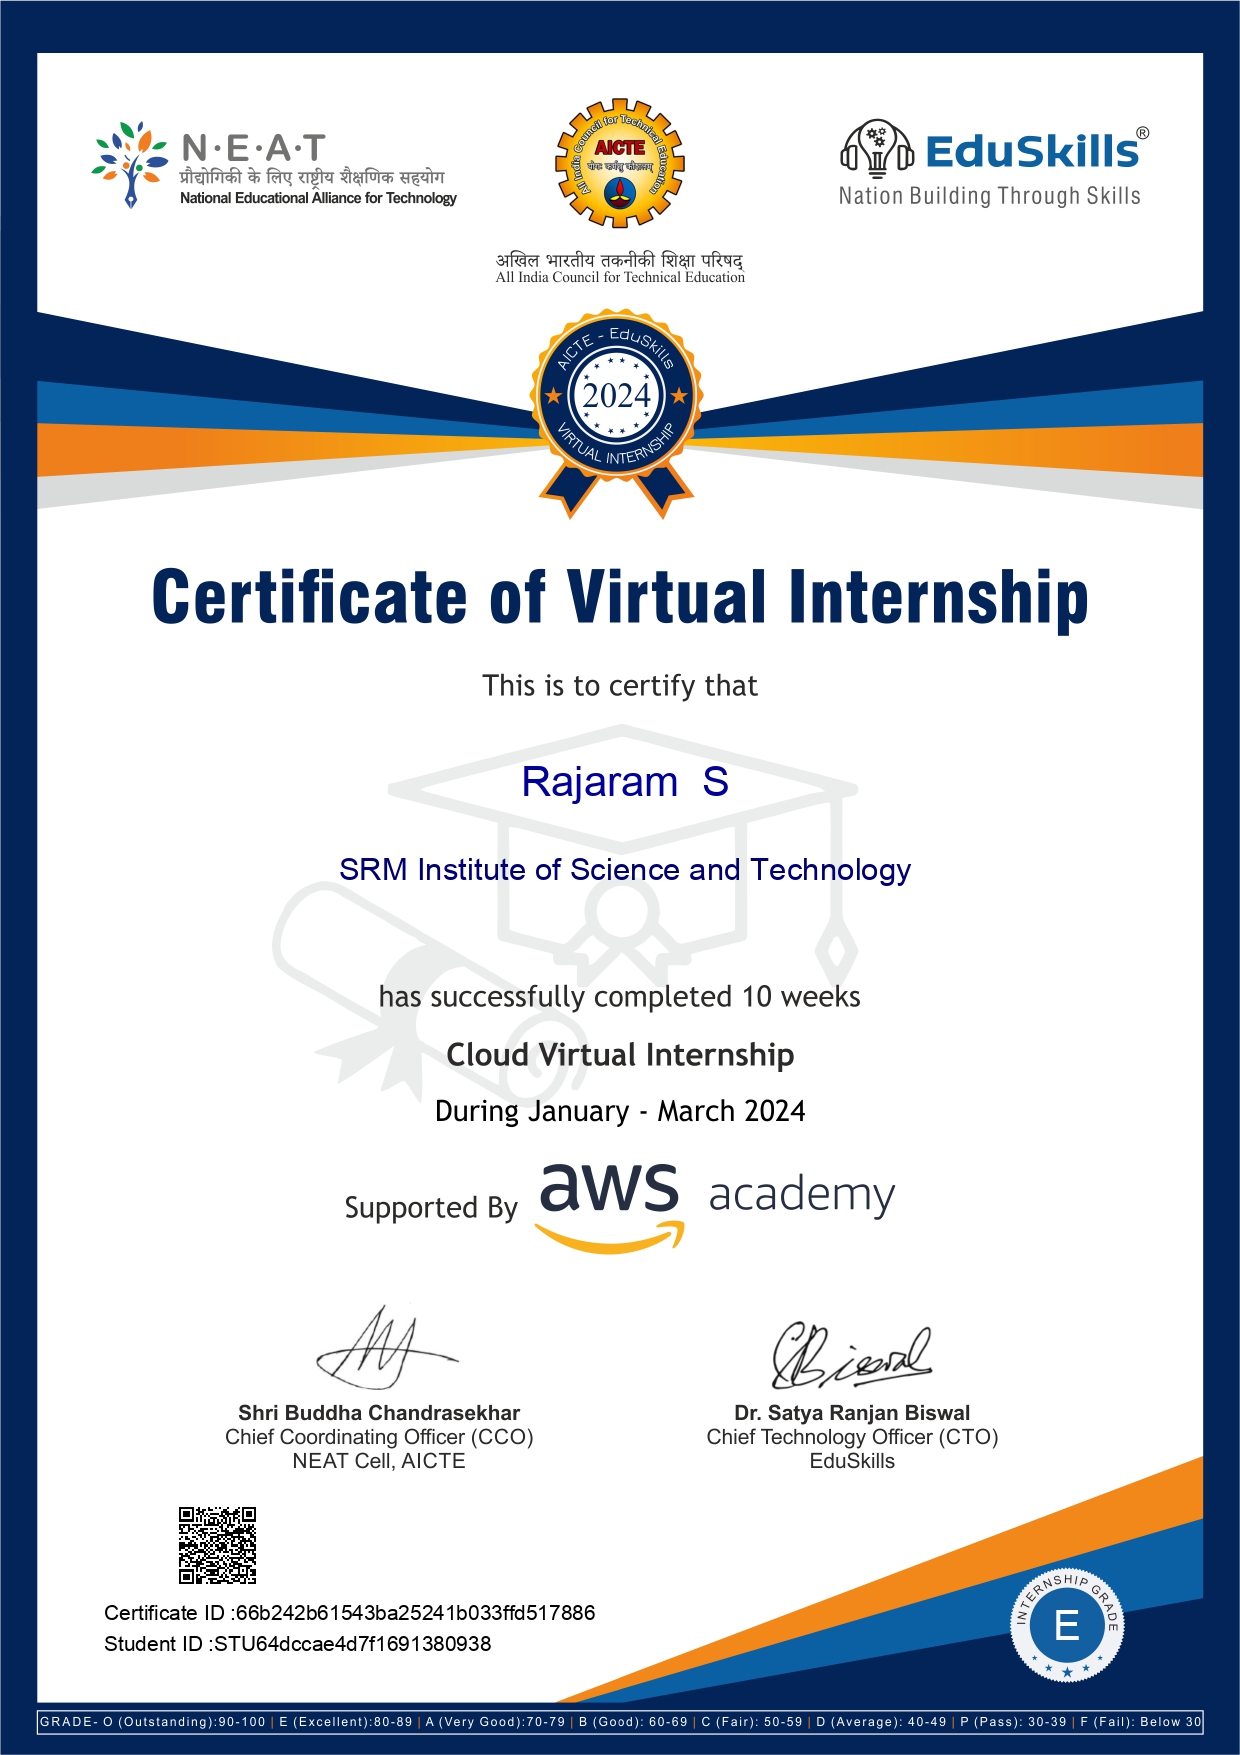 N·E·A·T
प्रौद्योगिकी के लिए राष्ट्रीय शैक्षणिक सहयोग
National Educational Alliance for Technology
All India Council for Technical Education
AICTE
योगः कर्मसु कौशलम्
अखिल भारतीय तकनीकी शिक्षा परिषद्
All India Council for Technical Education
EduSkills®
Nation Building Through Skills
AICTE - EduSkills
2024
VIRTUAL INTERNSHIP
Certificate of Virtual Internship
This is to certify that
Rajaram S
SRM Institute of Science and Technology
has successfully completed 10 weeks
Cloud Virtual Internship
During January - March 2024
Supported By aws academy
Biswal
Shri Buddha Chandrasekhar
Chief Coordinating Officer (CCO)
NEAT Cell, AICTE
Dr. Satya Ranjan Biswal
Chief Technology Officer (CTO)
EduSkills
Certificate ID :66b242b61543ba25241b033ffd517886
Student ID :STU64dccae4d7f1691380938
INTERNSHIP GRADE
E
GRADE- O (Outstanding):90-100 | E (Excellent):80-89 | A (Very Good):70-79 | B (Good): 60-69 | C (Fair): 50-59 | D (Average): 40-49 | P (Pass): 30-39 | F (Fail): Below 30